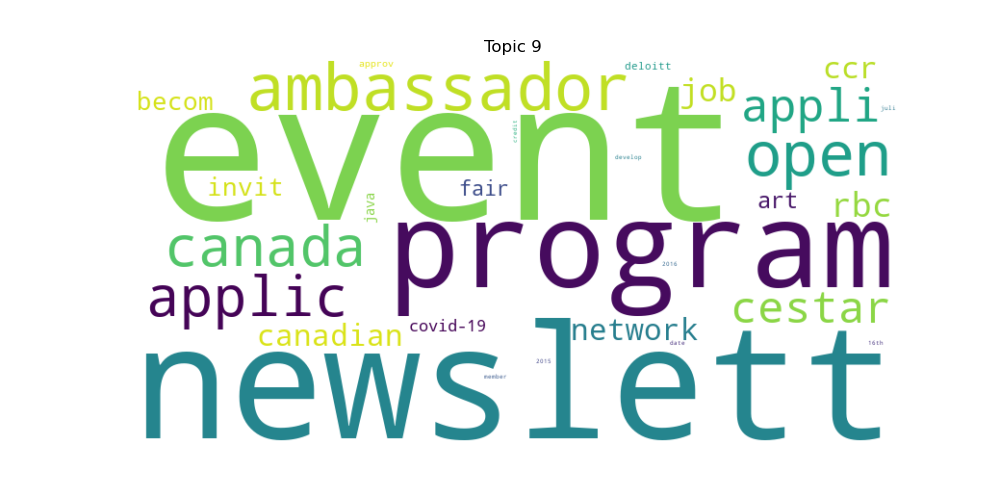 Topic 9
approv
deloitt
ccr
becom
ambassador
job
appli
juli
event
credit
open
develop
invit
fair
java
art
rbc
canada
program
2016
applic
cestar
canadian
covid-19
network
date
16th
newslett
2015
member